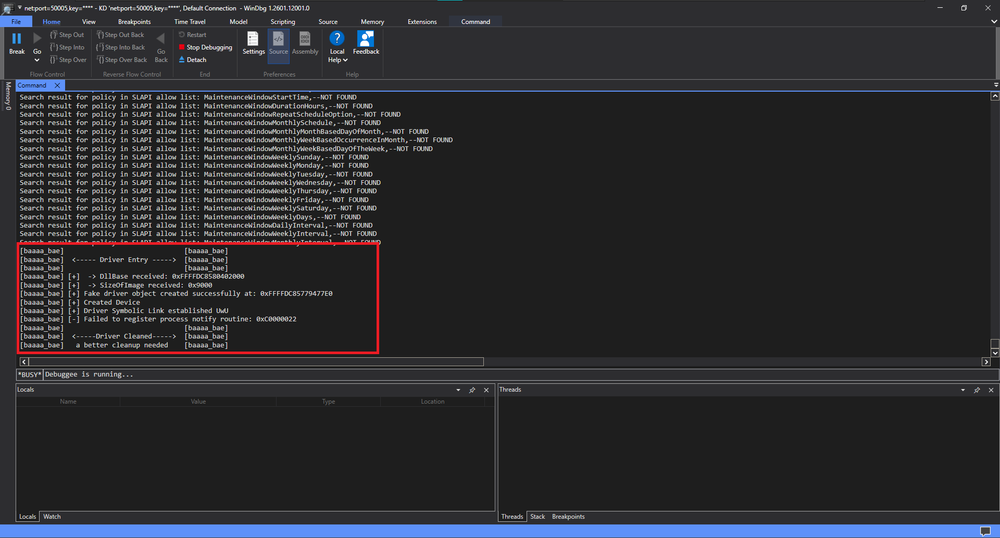 net:port=50005,key=**** - KD 'net:port=50005,key=****', Default Connection - WinDbg 1.2601.12001.0
File Home View Breakpoints Time Travel Model Scripting Source Memory Extensions Command
Break
Go
Step Out
Step Into
Step Over
Flow Control
Step Out Back
Step Into Back
Step Over Back
Go Back
Reverse Flow Control
Restart
Stop Debugging
Detach
End
Settings
Source
Assembly
Preferences
Local Help
Feedback
Help
Memory 0
Command
Search result for policy in SLAPI allow list: MaintenanceWindowStartTime,--NOT FOUND
Search result for policy in SLAPI allow list: MaintenanceWindowDurationHours,--NOT FOUND
Search result for policy in SLAPI allow list: MaintenanceWindowRepeatScheduleOption,--NOT FOUND
Search result for policy in SLAPI allow list: MaintenanceWindowMonthlySchedule,--NOT FOUND
Search result for policy in SLAPI allow list: MaintenanceWindowMonthlyMonthBasedDayOfMonth,--NOT FOUND
Search result for policy in SLAPI allow list: MaintenanceWindowMonthlyWeekBasedOccurrenceInMonth,--NOT FOUND
Search result for policy in SLAPI allow list: MaintenanceWindowMonthlyWeekBasedDayOfTheWeek,--NOT FOUND
Search result for policy in SLAPI allow list: MaintenanceWindowWeeklySunday,--NOT FOUND
Search result for policy in SLAPI allow list: MaintenanceWindowWeeklyMonday,--NOT FOUND
Search result for policy in SLAPI allow list: MaintenanceWindowWeeklyTuesday,--NOT FOUND
Search result for policy in SLAPI allow list: MaintenanceWindowWeeklyWednesday,--NOT FOUND
Search result for policy in SLAPI allow list: MaintenanceWindowWeeklyThursday,--NOT FOUND
Search result for policy in SLAPI allow list: MaintenanceWindowWeeklyFriday,--NOT FOUND
Search result for policy in SLAPI allow list: MaintenanceWindowWeeklySaturday,--NOT FOUND
Search result for policy in SLAPI allow list: MaintenanceWindowWeeklyDays,--NOT FOUND
Search result for policy in SLAPI allow list: MaintenanceWindowDailyInterval,--NOT FOUND
Search result for policy in SLAPI allow list: MaintenanceWindowWeeklyInterval,--NOT FOUND
Search result for policy in SLAPI allow list: MaintenanceWindowMonthlyInterval,--NOT FOUND
[baaaa_bae] [baaaa_bae]
[baaaa_bae] <----- Driver Entry -----> [baaaa_bae]
[baaaa_bae] [baaaa_bae]
[baaaa_bae] [+] -> DllBase received: 0xFFFFDC8580402000
[baaaa_bae] [+] -> SizeOfImage received: 0x9000
[baaaa_bae] [+] Fake driver object created successfully at: 0xFFFFDC85779477E0
[baaaa_bae] [+] Created Device
[baaaa_bae] [+] Driver Symbolic Link established UwU
[baaaa_bae] [-] Failed to register process notify routine: 0xC0000022
[baaaa_bae] [baaaa_bae]
[baaaa_bae] <-----Driver Cleaned-----> [baaaa_bae]
[baaaa_bae] a better cleanup needed [baaaa_bae]
*BUSY* Debuggee is running...
Locals
Name Value Type Location
Threads
Locals Watch
Threads Stack Breakpoints